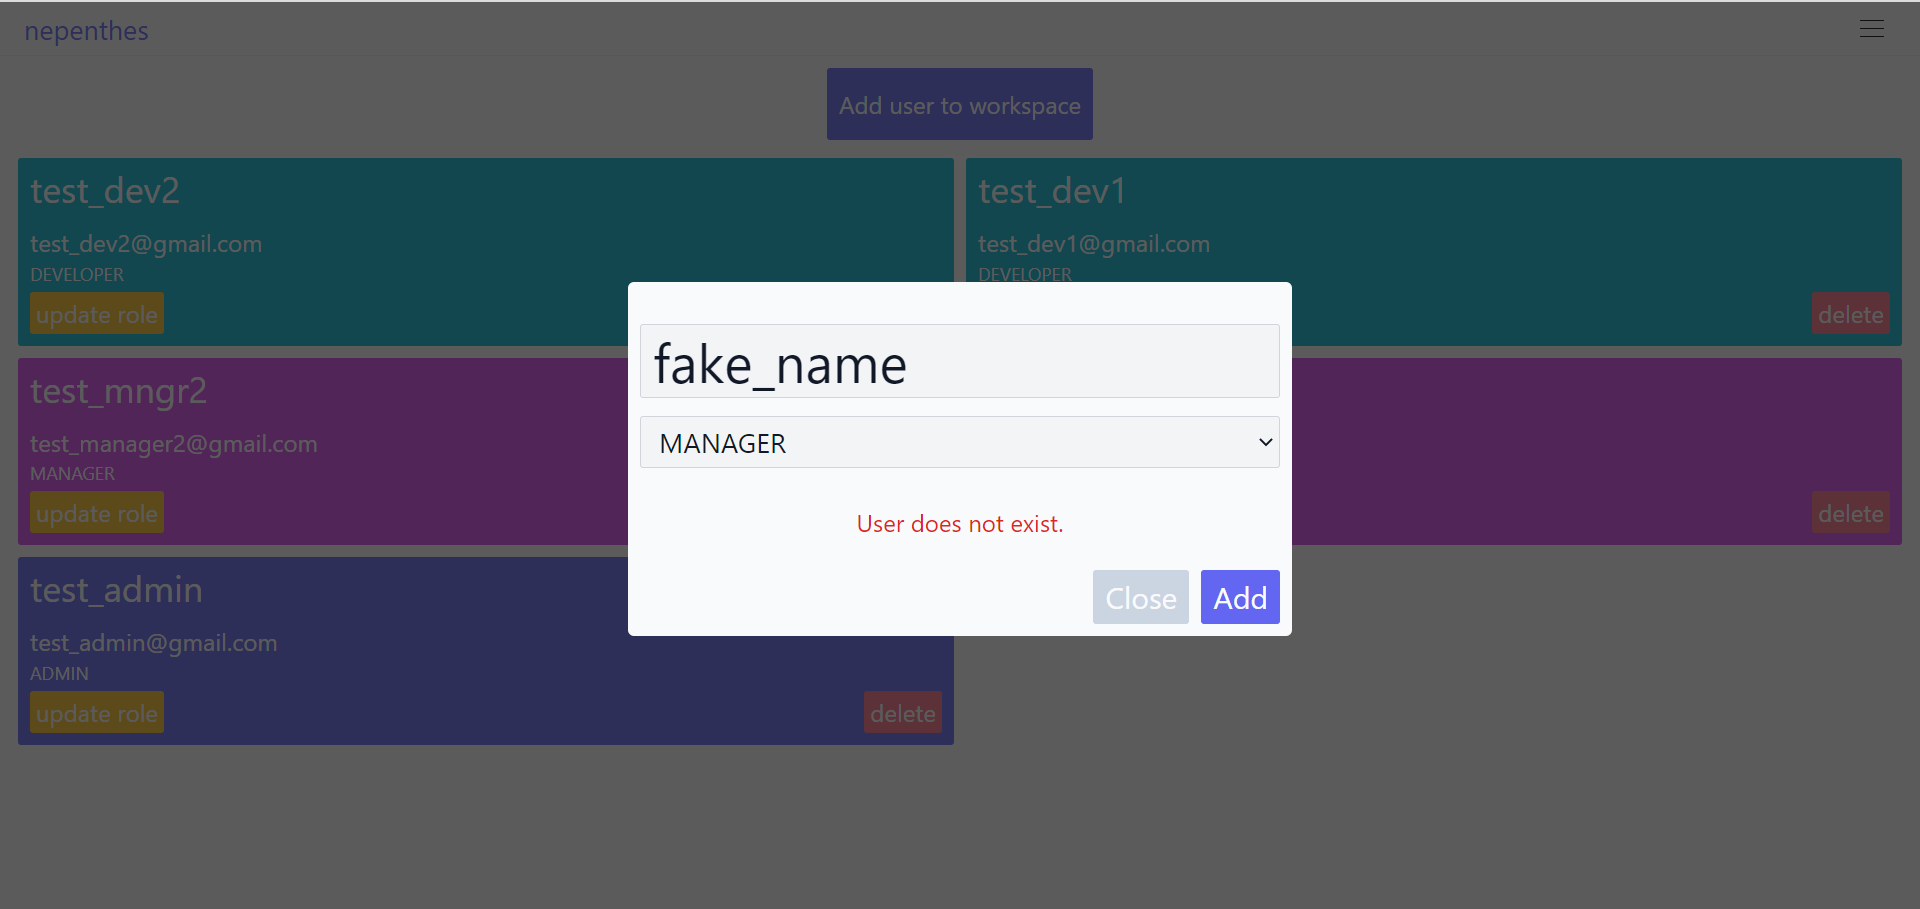 nepenthes
Add user to workspace
test_dev2
test_dev2@gmail.com
DEVELOPER
update role
test_dev1
test_dev1@gmail.com
DEVELOPER
delete
test_mngr2
test_manager2@gmail.com
MANAGER
update role
delete
test_admin
test_admin@gmail.com
ADMIN
update role
delete
fake_name
MANAGER
User does not exist.
Close
Add